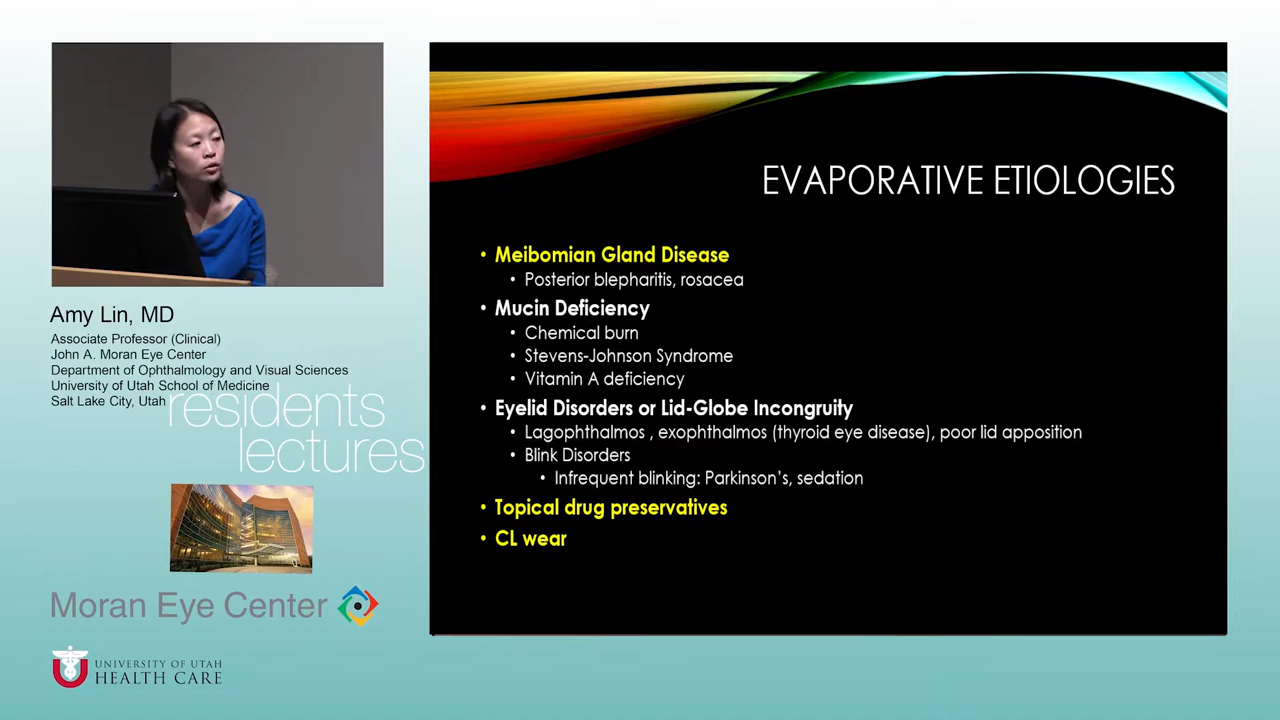 EVAPORATIVE ETIOLOGIES
• Meibomian Gland Disease
• Posterior blepharitis, rosacea
• Mucin Deficiency
• Chemical burn
• Stevens-Johnson Syndrome
• Vitamin A deficiency
• Eyelid Disorders or Lid-Globe Incongruity
• Lagophthalmos , exophthalmos (thyroid eye disease), poor lid apposition
• Blink Disorders
• Infrequent blinking: Parkinson's, sedation
• Topical drug preservatives
• CL wear
Amy Lin, MD
Associate Professor (Clinical)
John A. Moran Eye Center
Department of Ophthalmology and Visual Sciences
University of Utah School of Medicine
Salt Lake City, Utah
residents
lectures
Moran Eye Center
UNIVERSITY OF UTAH
HEALTH CARE